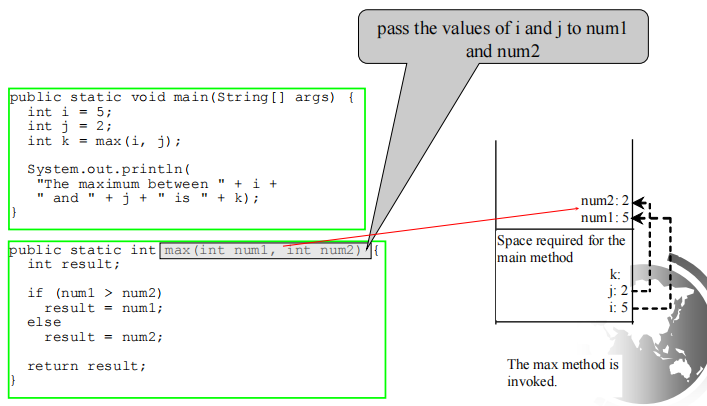 pass the values of i and j to num1
and num2
public static void main(String[] args) {
  int i = 5;
  int j = 2;
  int k = max(i, j);

  System.out.println(
   "The maximum between " + i +
   " and " + j + " is " + k);
}
public static int max(int num1, int num2) {
  int result;

  if (num1 > num2)
    result = num1;
  else
    result = num2;

  return result;
}
num2: 2
num1: 5
Space required for the
main method
k:
j: 2
i: 5
The max method is
invoked.